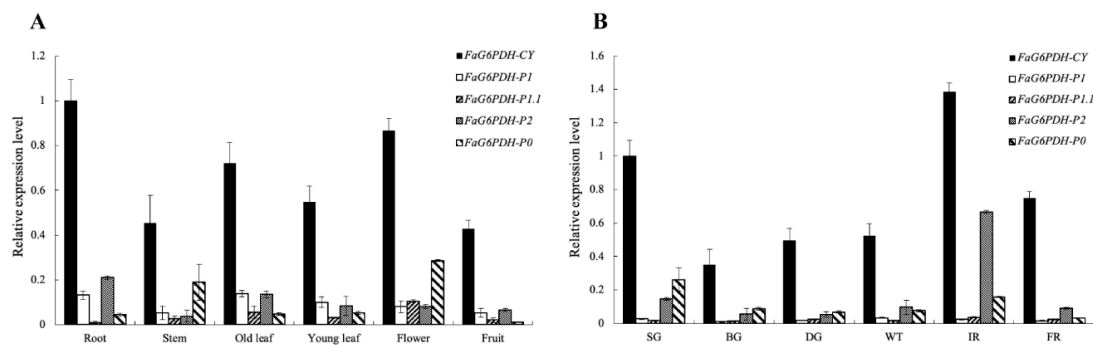 A
Relative expression level
1.2
1
0.8
0.6
0.4
0.2
0
FaG6PDH-CY
FaG6PDH-P1
FaG6PDH-P1.1
FaG6PDH-P2
FaG6PDH-P0
Root Stem Old leaf Young leaf Flower Fruit
B
Relative expression level
1.6
1.4
1.2
1
0.8
0.6
0.4
0.2
0
FaG6PDH-CY
FaG6PDH-P1
FaG6PDH-P1.1
FaG6PDH-P2
FaG6PDH-P0
SG BG DG WT IR FR